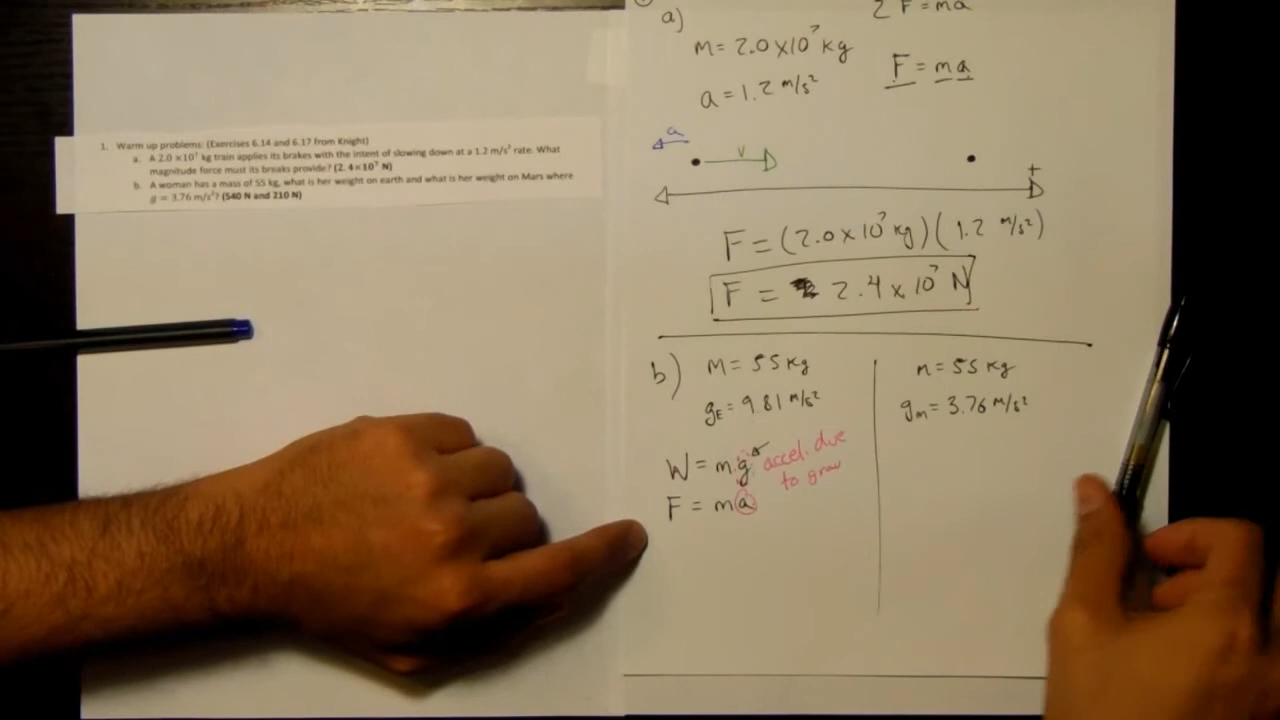 1. Warm up problems: (Exercises 6.14 and 6.17 from Knight)
a. A 2.0 ×10⁷ kg train applies its brakes with the intent of slowing down at a 1.2 m/s² rate. What
magnitude force must its breaks provide? (2.4×10⁷ N)
b. A woman has a mass of 55 kg, what is her weight on earth and what is her weight on Mars where
g = 3.76 m/s²? (540 N and 210 N)
a)
Σ F = ma
M = 2.0 x10⁷ kg
F = ma
a = 1.2 m/s²
a
v
+
F = (2.0 x 10⁷ kg) (1.2 m/s²)
F = 2.4 x 10⁷ N
b)
M = 55 kg
gE = 9.81 m/s²
W = mg accel. due
to grav
F = ma
m = 55 kg
gm = 3.76 m/s²